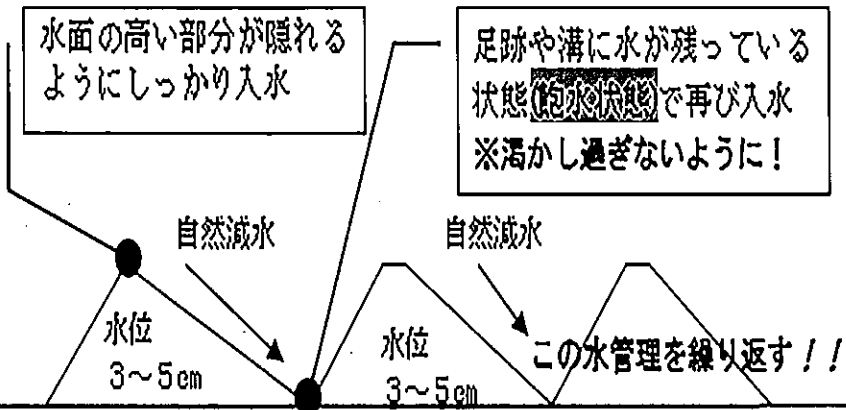 水面の高い部分が隠れる
ようにしっかり入水
足跡や溝に水が残っている
状態(飽水状態)で再び入水
※渇かし過ぎないように！
自然減水
自然減水
水位
3～5cm
水位
3～5cm
この水管理を繰り返す！！